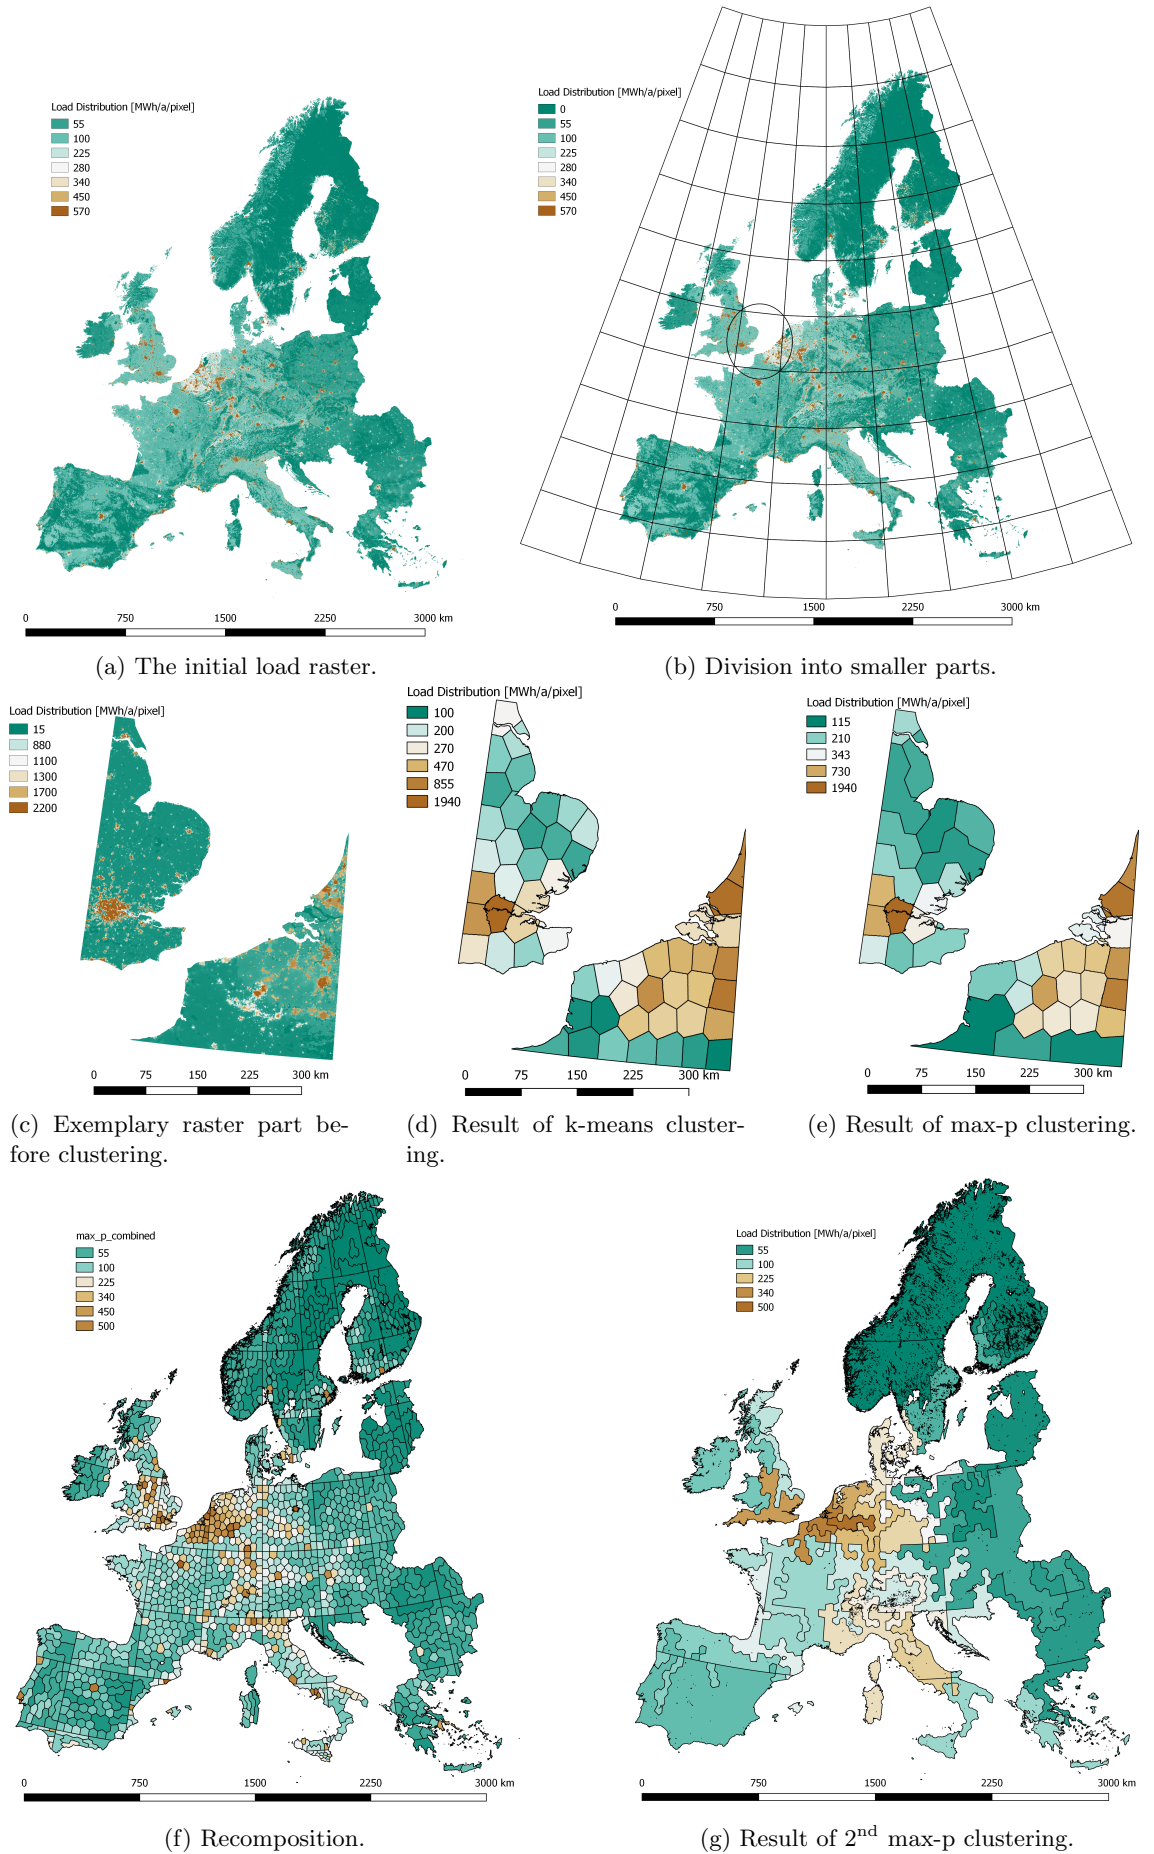 Load Distribution [MWh/a/pixel]
55
100
225
280
340
450
570
0 750 1500 2250 3000 km
(a) The initial load raster.
Load Distribution [MWh/a/pixel]
0
55
100
225
280
340
450
570
0 750 1500 2250 3000 km
(b) Division into smaller parts.
Load Distribution [MWh/a/pixel]
15
880
1100
1300
1700
2200
0 75 150 225 300 km
(c) Exemplary raster part be-
fore clustering.
Load Distribution [MWh/a/pixel]
100
200
270
470
855
1940
0 75 150 225 300 km
(d) Result of k-means cluster-
ing.
Load Distribution [MWh/a/pixel]
115
210
343
730
1940
0 75 150 225 300 km
(e) Result of max-p clustering.
max_p_combined
55
100
225
340
450
500
0 750 1500 2250 3000 km
(f) Recomposition.
Load Distribution [MWh/a/pixel]
55
100
225
340
500
0 750 1500 2250 3000 km
(g) Result of 2nd max-p clustering.